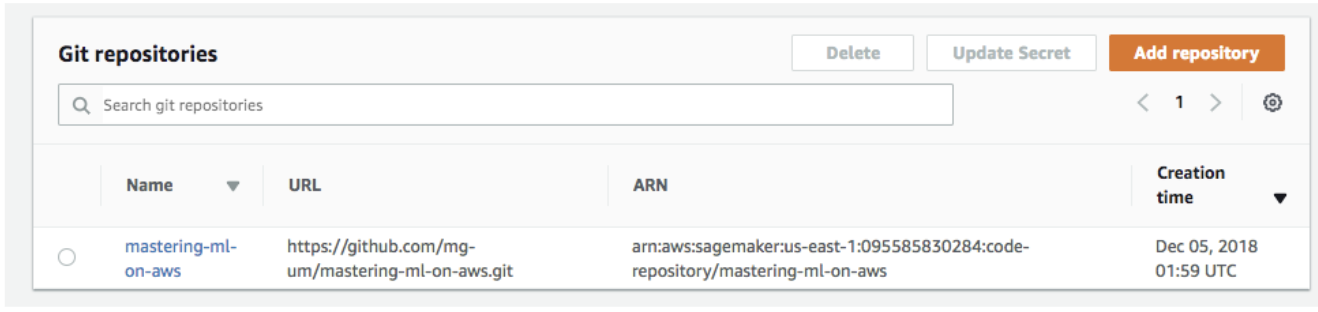 Git repositories
Delete
Update Secret
Add repository
Search git repositories
1
Name
URL
ARN
Creation
time
mastering-ml-
on-aws
https://github.com/mg-
um/mastering-ml-on-aws.git
arn:aws:sagemaker:us-east-1:095585830284:code-
repository/mastering-ml-on-aws
Dec 05, 2018
01:59 UTC